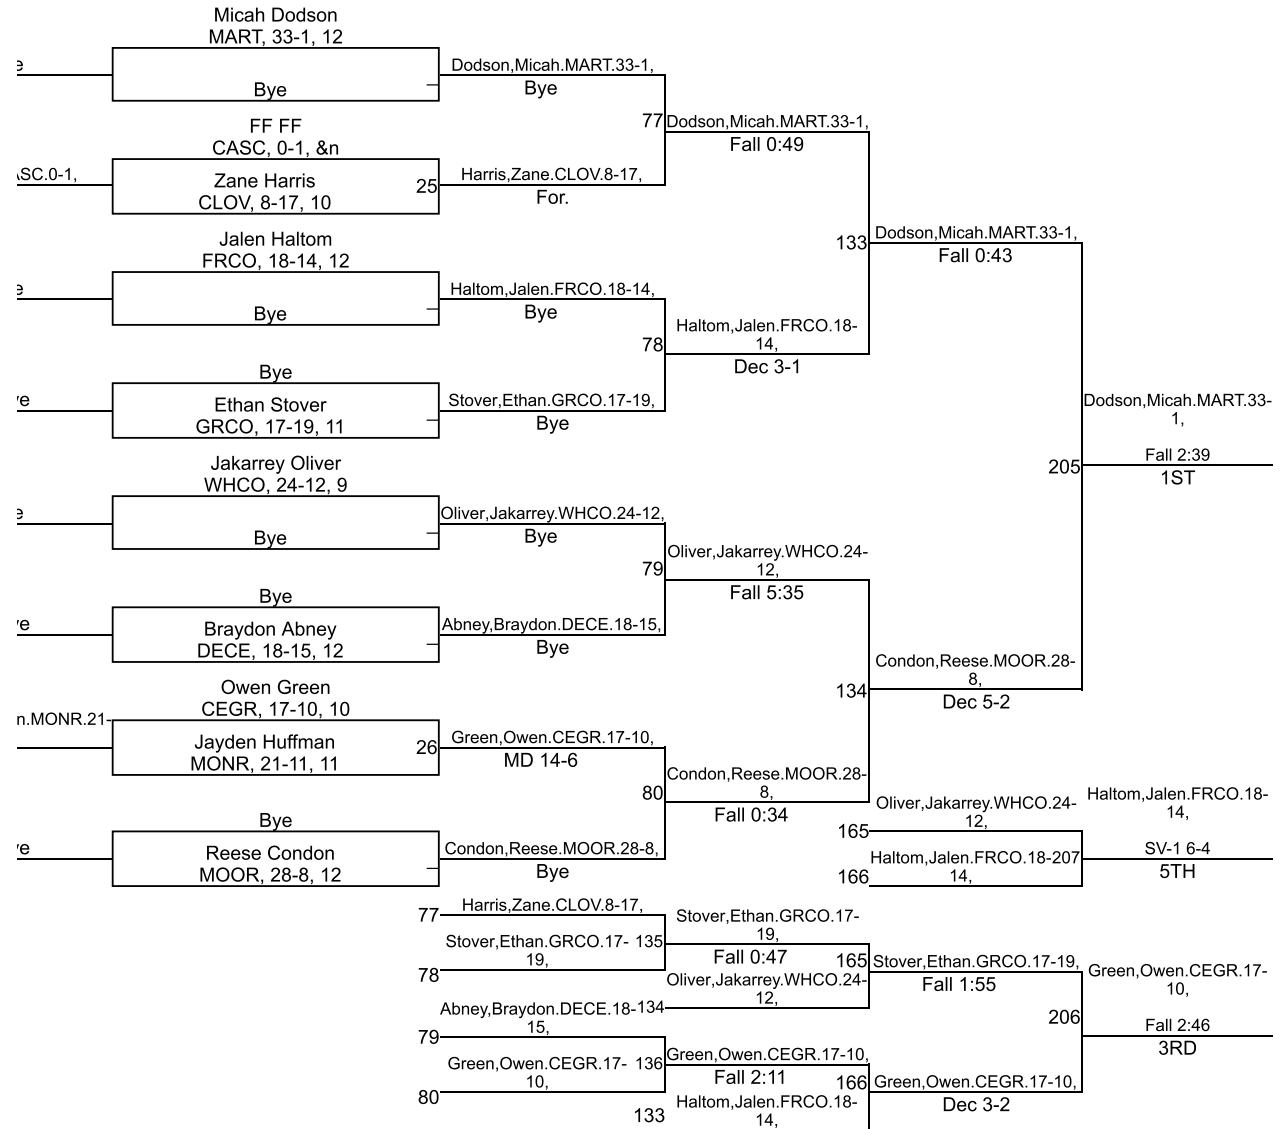 Micah Dodson
MART, 33-1, 12
e
Bye
Dodson,Micah.MART.33-1,
Bye
77
Dodson,Micah.MART.33-1,
Fall 0:49
FF FF
CASC, 0-1, &n
ASC.0-1,
Zane Harris
CLOV, 8-17, 10
25
Harris,Zane.CLOV.8-17,
For.
133
Dodson,Micah.MART.33-1,
Fall 0:43
Jalen Haltom
FRCO, 18-14, 12
e
Bye
Haltom,Jalen.FRCO.18-14,
Bye
78
Haltom,Jalen.FRCO.18-
14,
Dec 3-1
Bye
ye
Ethan Stover
GRCO, 17-19, 11
Stover,Ethan.GRCO.17-19,
Bye
205
Dodson,Micah.MART.33-
1,
Fall 2:39
1ST
Jakarrey Oliver
WHCO, 24-12, 9
e
Bye
Oliver,Jakarrey.WHCO.24-12,
Bye
79
Oliver,Jakarrey.WHCO.24-
12,
Fall 5:35
Bye
ye
Braydon Abney
DECE, 18-15, 12
Abney,Braydon.DECE.18-15,
Bye
134
Condon,Reese.MOOR.28-
8,
Dec 5-2
Owen Green
CEGR, 17-10, 10
n.MONR.21-
Jayden Huffman
MONR, 21-11, 11
26
Green,Owen.CEGR.17-10,
MD 14-6
80
Condon,Reese.MOOR.28-
8,
Fall 0:34
Bye
ye
Reese Condon
MOOR, 28-8, 12
Condon,Reese.MOOR.28-8,
Bye
165
Oliver,Jakarrey.WHCO.24-
12,
166
Haltom,Jalen.FRCO.18-
14,
207
Haltom,Jalen.FRCO.18-
14,
SV-1 6-4
5TH
77
Harris,Zane.CLOV.8-17,
78
Stover,Ethan.GRCO.17-
19,
135
Stover,Ethan.GRCO.17-
19,
Fall 0:47
134
Oliver,Jakarrey.WHCO.24-
12,
165
Stover,Ethan.GRCO.17-19,
Fall 1:55
79
Abney,Braydon.DECE.18-
15,
80
Green,Owen.CEGR.17-
10,
136
Green,Owen.CEGR.17-10,
Fall 2:11
133
Haltom,Jalen.FRCO.18-
14,
166
Green,Owen.CEGR.17-10,
Dec 3-2
206
Green,Owen.CEGR.17-
10,
Fall 2:46
3RD